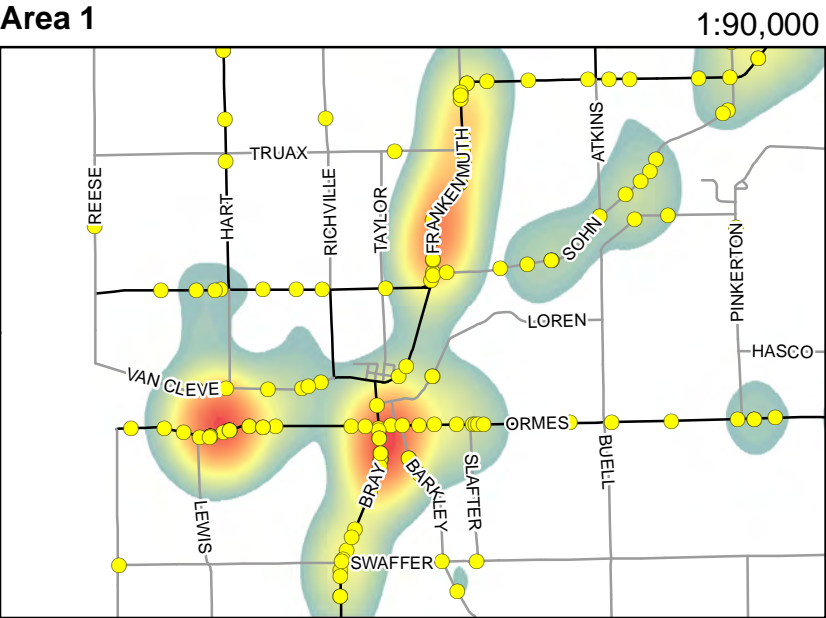 Area 1
1:90,000
ATKINS
FRANKENMUTH
TRUAX
REESE
RICHVILLE
TAYLOR
HART
SOHN
PINKERTON
LOREN
HASCO
VAN CLEVE
ORMES
BUELL
BRAY
BARKLEY
SLAFTER
LEWIS
SWAFFER